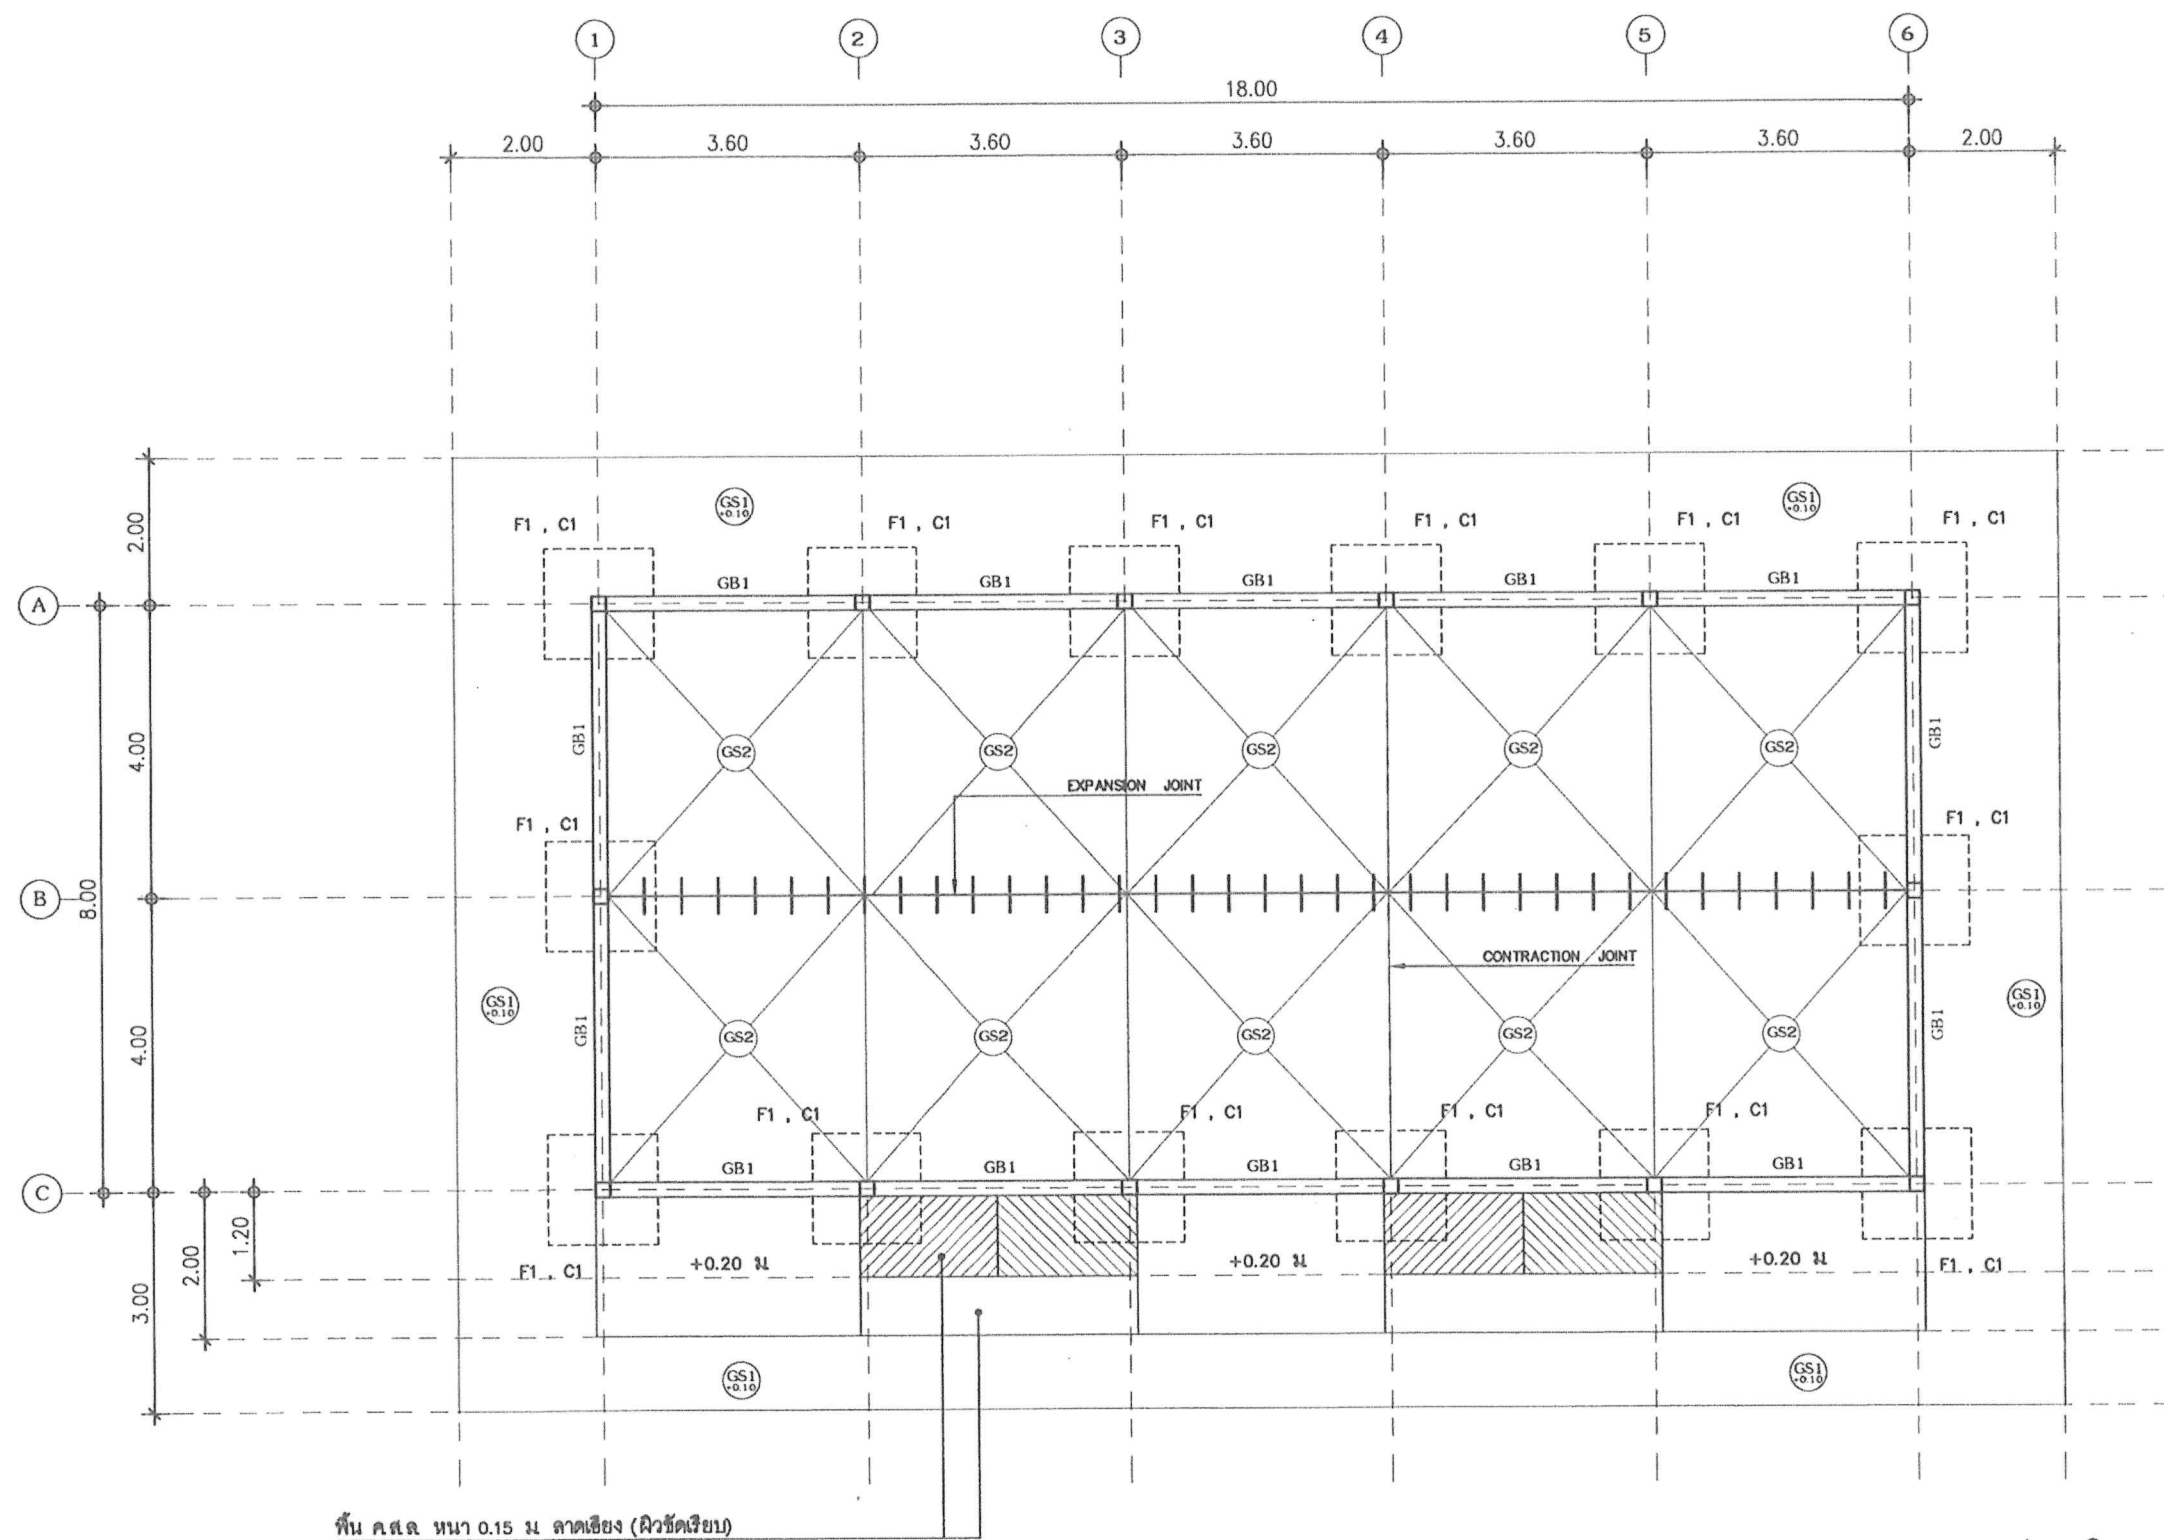 1 2 3 4 5 6
18.00
2.00 3.60 3.60 3.60 3.60 3.60 2.00
GS1 +0.10 GS1 +0.10
F1 , C1 F1 , C1 F1 , C1 F1 , C1 F1 , C1 F1 , C1
2.00
GB1 GB1 GB1 GB1 GB1
A
GB1 GB1
4.00
GS2 GS2 GS2 GS2 GS2
EXPANSION JOINT
F1 , C1 F1 , C1
B
8.00
CONTRACTION JOINT
GS1 +0.10 GS1 +0.10
4.00
GB1 GB1
GS2 GS2 GS2 GS2 GS2
F1 , C1 F1 , C1 F1 , C1 F1 , C1
GB1 GB1 GB1 GB1 GB1
C
1.20
2.00
3.00
F1 , C1 +0.20 ม +0.20 ม +0.20 ม F1 , C1
GS1 +0.10 GS1 +0.10
พื้น ค.ส.ล. หนา 0.15 ม. ลาดเอียง (ผิวขัดเรียบ)